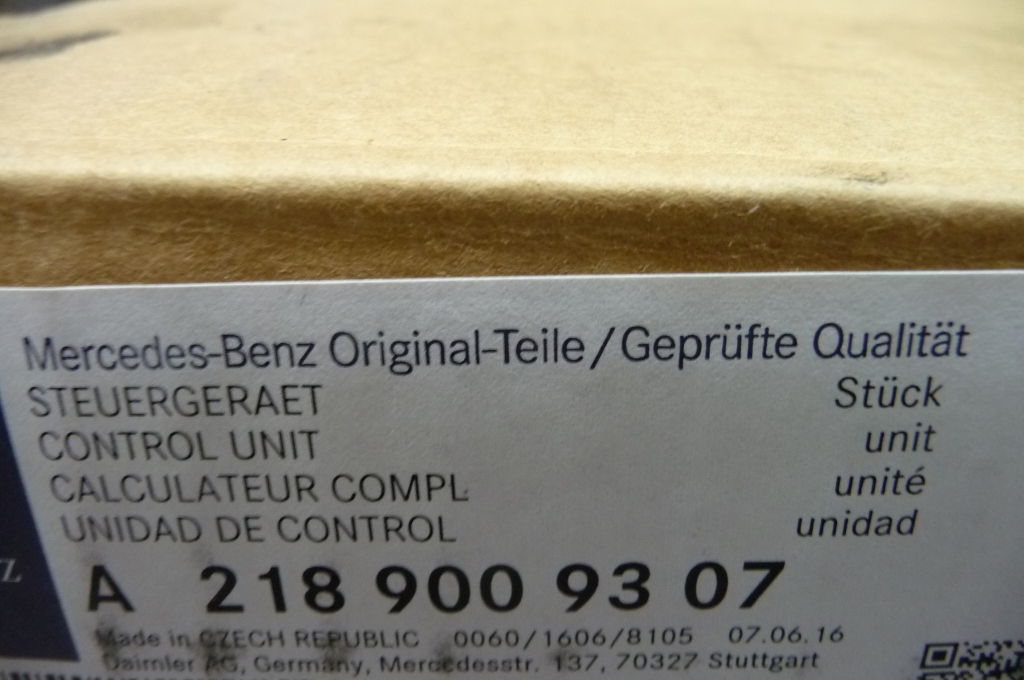 Mercedes-Benz Original-Teile/Geprüfte Qualität
STEUERGERAET Stück
CONTROL UNIT unit
CALCULATEUR COMPL unité
UNIDAD DE CONTROL unidad
A 218 900 93 07
Made in CZECH REPUBLIC 0060/1606/8105 07.06.16
Daimler AG, Germany, Mercedesstr. 137, 70327 Stuttgart